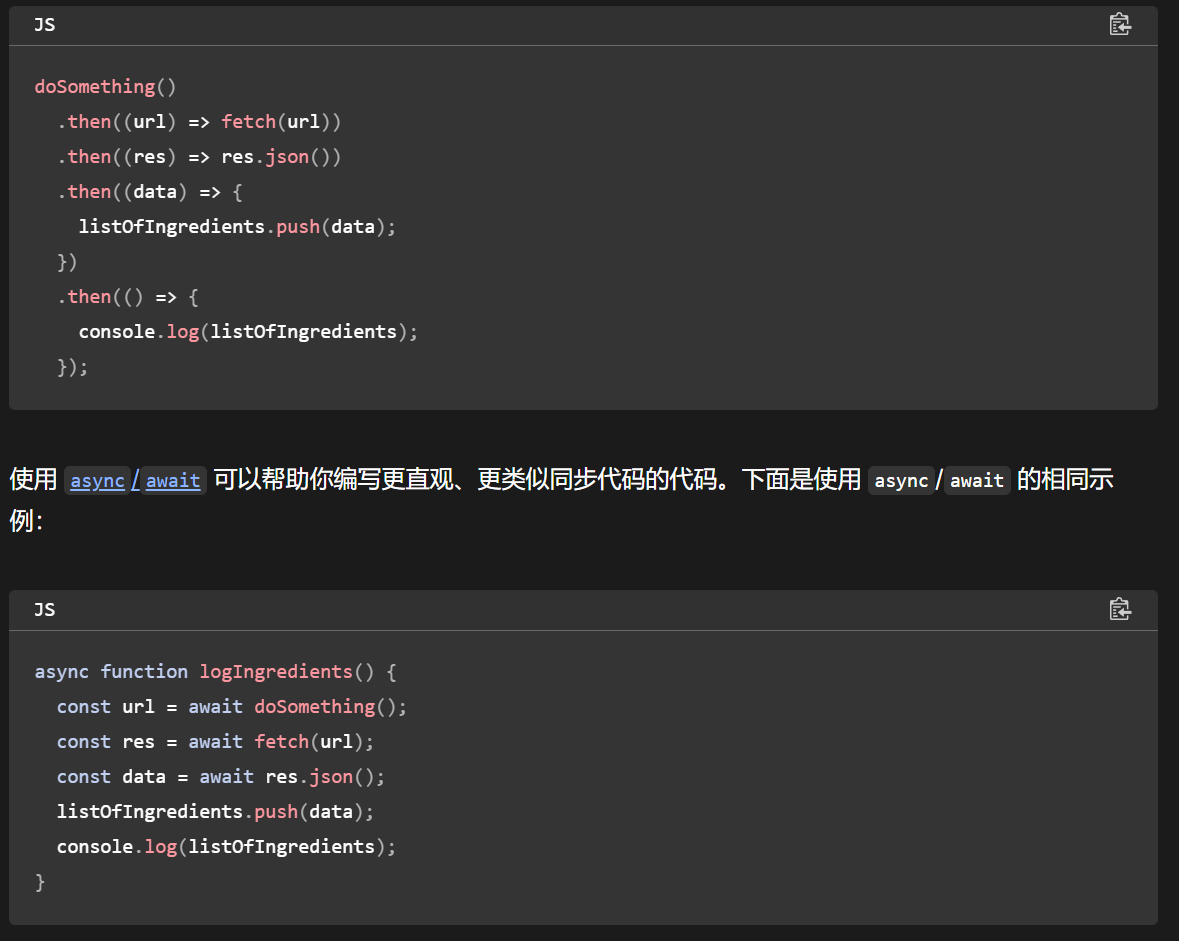 JS
doSomething()
  .then((url) => fetch(url))
  .then((res) => res.json())
  .then((data) => {
    listOfIngredients.push(data);
  })
  .then(() => {
    console.log(listOfIngredients);
  });
使用 async/await 可以帮助你编写更直观、更类似同步代码的代码。下面是使用 async/await 的相同示
例：
JS
async function logIngredients() {
  const url = await doSomething();
  const res = await fetch(url);
  const data = await res.json();
  listOfIngredients.push(data);
  console.log(listOfIngredients);
}